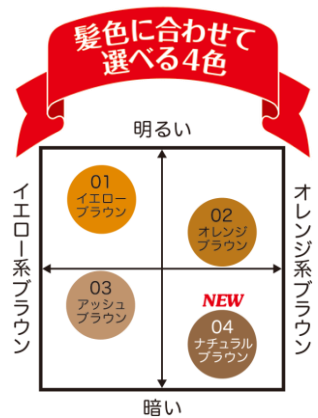 髪色に合わせて
選べる4色
明るい
イエロー系ブラウン
オレンジ系ブラウン
01
イエロー
ブラウン
02
オレンジ
ブラウン
03
アッシュ
ブラウン
NEW
04
ナチュラル
ブラウン
暗い